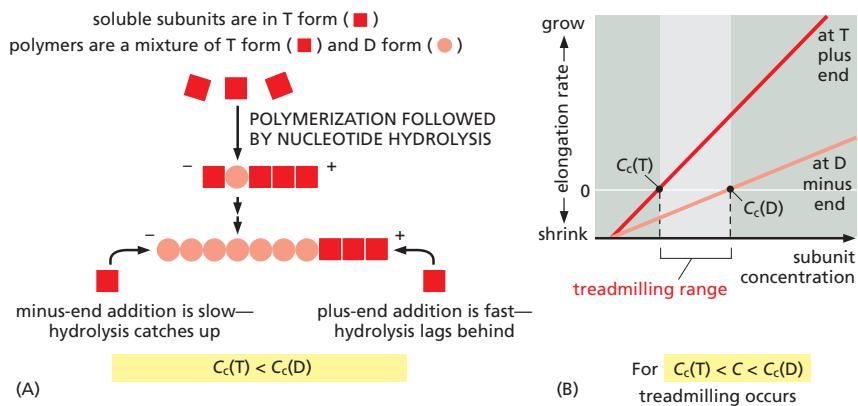 soluble subunits are in T form ( )
polymers are a mixture of T form ( ) and D form ( )
POLYMERIZATION FOLLOWED
BY NUCLEOTIDE HYDROLYSIS
– +
– +
minus-end addition is slow—
hydrolysis catches up
plus-end addition is fast—
hydrolysis lags behind
Cc(T) < Cc(D)
(A)
grow
elongation rate
0
shrink
at T
plus
end
Cc(T)
at D
minus
end
Cc(D)
subunit
concentration
treadmilling range
For Cc(T) < C < Cc(D)
treadmilling occurs
(B)